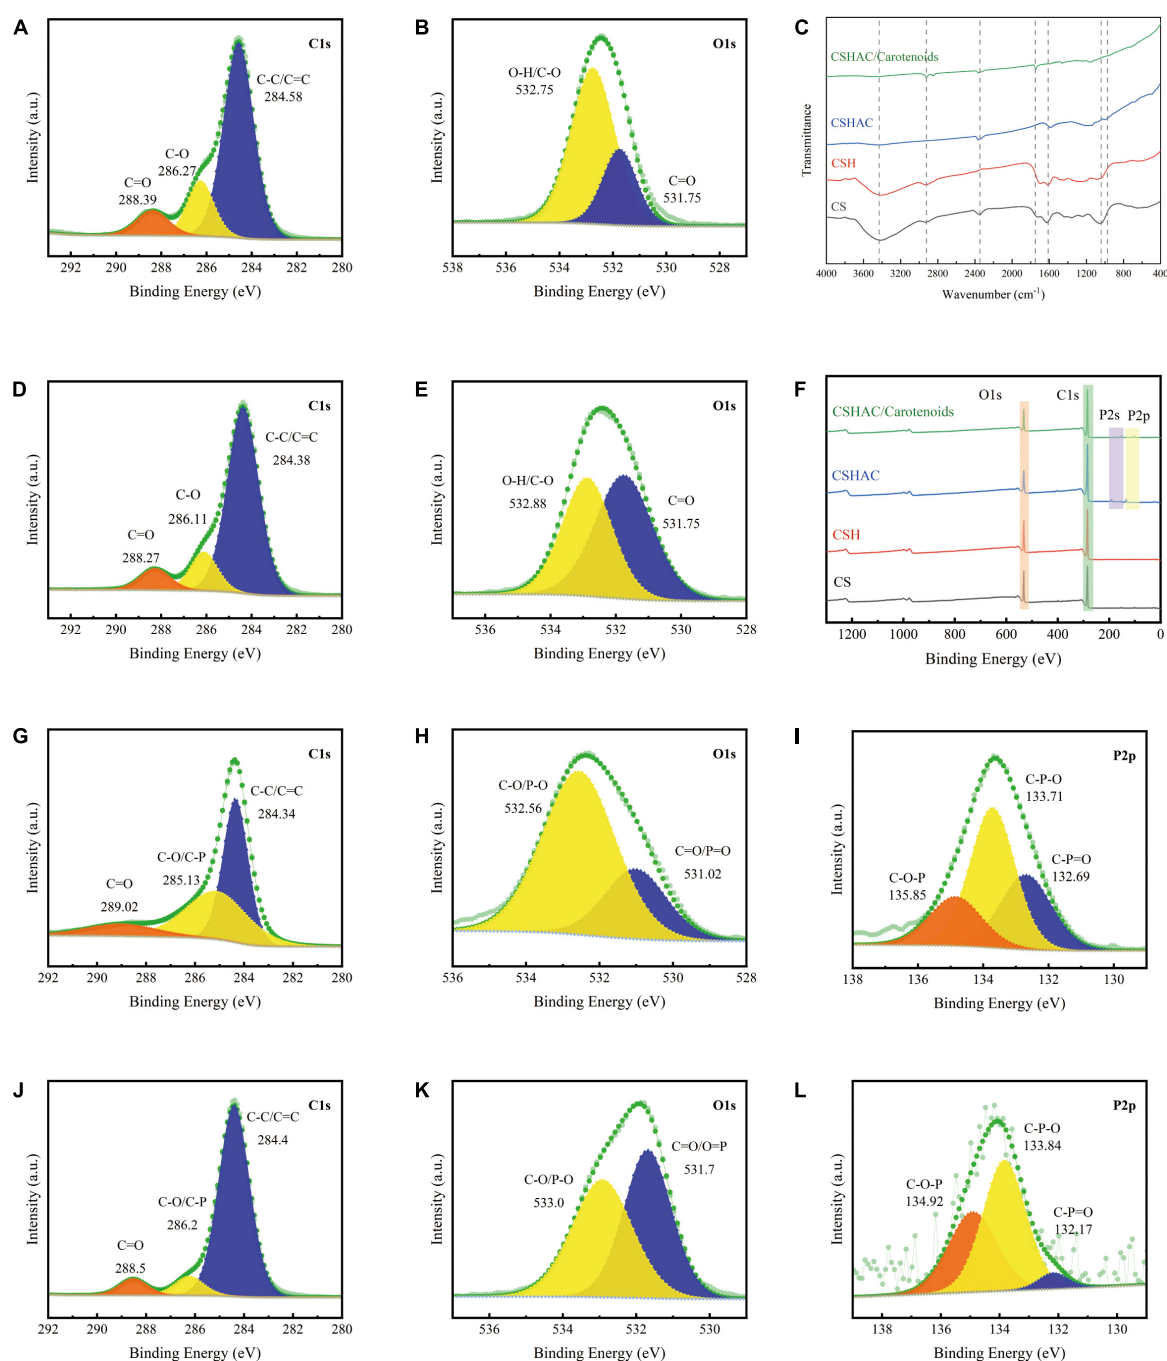 A
C1s
C-C/C=C
284.58
C-O
286.27
C=O
288.39
Intensity (a.u.)
292 290 288 286 284 282 280
Binding Energy (eV)
B
O1s
O-H/C-O
532.75
C=O
531.75
Intensity (a.u.)
538 536 534 532 530 528
Binding Energy (eV)
C
CSHAC/Carotenoids
CSHAC
CSH
CS
Transmittance
4000 3600 3200 2800 2400 2000 1600 1200 800 400
Wavenumber (cm-1)
D
C1s
C-C/C=C
284.38
C-O
286.11
C=O
288.27
Intensity (a.u.)
292 290 288 286 284 282 280
Binding Energy (eV)
E
O1s
O-H/C-O
532.88
C=O
531.75
Intensity (a.u.)
536 534 532 530 528
Binding Energy (eV)
F
O1s
C1s
P2s
P2p
CSHAC/Carotenoids
CSHAC
CSH
CS
1200 1000 800 600 400 200 0
Binding Energy (eV)
G
C1s
C-C/C=C
284.34
C-O/C-P
285.13
C=O
289.02
Intensity (a.u.)
292 290 288 286 284 282 280
Binding Energy (eV)
H
O1s
C-O/P-O
532.56
C=O/P=O
531.02
Intensity (a.u.)
536 534 532 530 528
Binding Energy (eV)
I
P2p
C-P-O
133.71
C-P=O
132.69
C-O-P
135.85
Intensity (a.u.)
138 136 134 132 130
Binding Energy (eV)
J
C1s
C-C/C=C
284.4
C-O/C-P
286.2
C=O
288.5
Intensity (a.u.)
292 290 288 286 284 282 280
Binding Energy (eV)
K
O1s
C=O/O=P
531.7
C-O/P-O
533.0
Intensity (a.u.)
536 534 532 530
Binding Energy (eV)
L
P2p
C-P-O
133.84
C-O-P
134.92
C-P=O
132.17
Intensity (a.u.)
138 136 134 132 130
Binding Energy (eV)